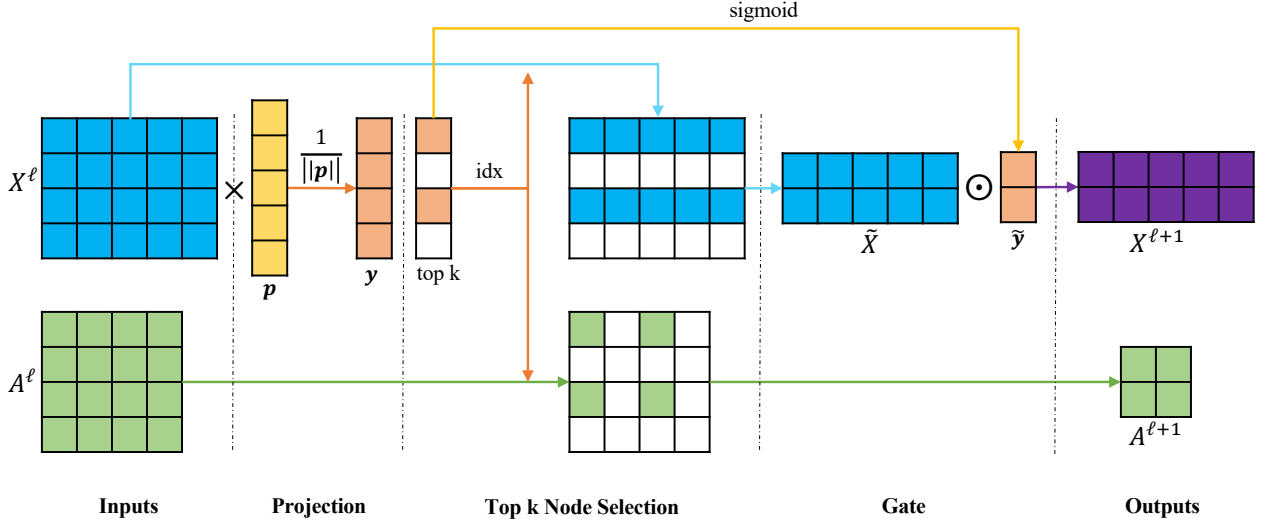 sigmoid
X^ℓ
×
1
||p||
idx
⊙
p
y
top k
X̃
ỹ
X^{ℓ+1}
A^ℓ
A^{ℓ+1}
Inputs
Projection
Top k Node Selection
Gate
Outputs